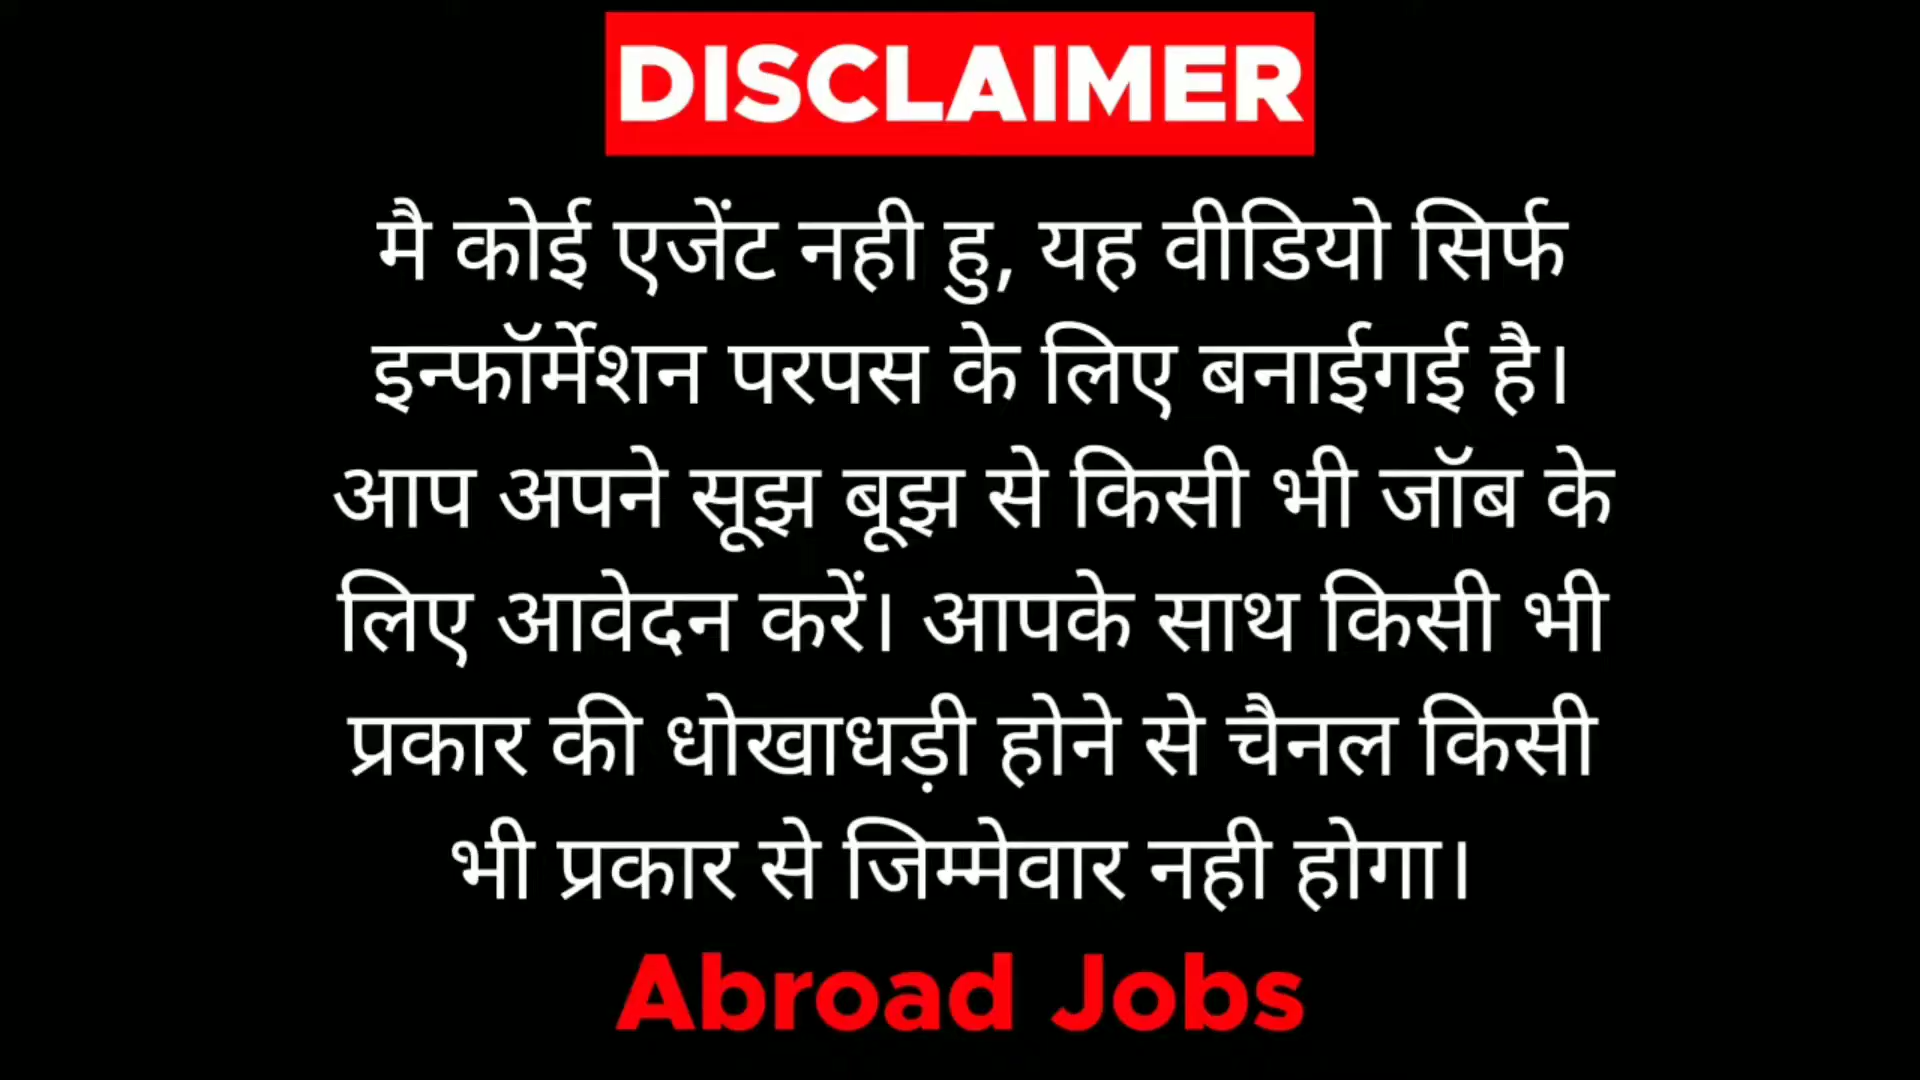 DISCLAIMER
मै कोई एजेंट नही हु, यह वीडियो सिर्फ
इन्फॉर्मेशन परपस के लिए बनाईगई है।
आप अपने सूझ बूझ से किसी भी जॉब के
लिए आवेदन करें। आपके साथ किसी भी
प्रकार की धोखाधड़ी होने से चैनल किसी
भी प्रकार से जिम्मेवार नही होगा।
Abroad Jobs